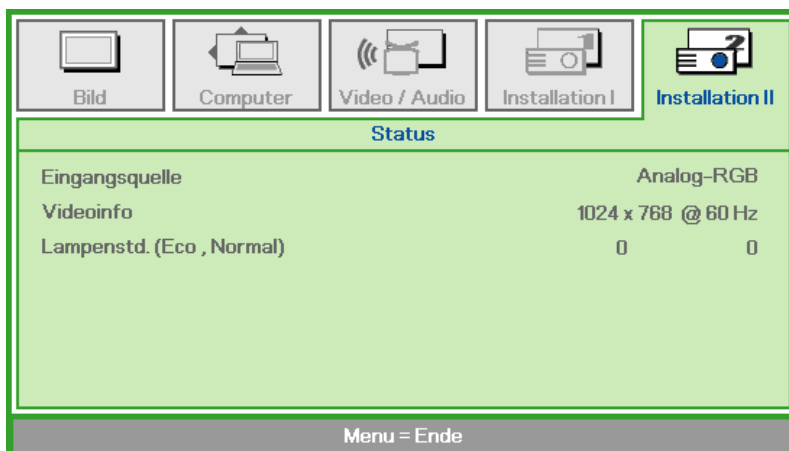 Bild Computer Video / Audio Installation I Installation II
Status
Eingangsquelle Analog-RGB
Videoinfo 1024 x 768 @ 60 Hz
Lampenstd. (Eco , Normal) 0 0
Menu = Ende